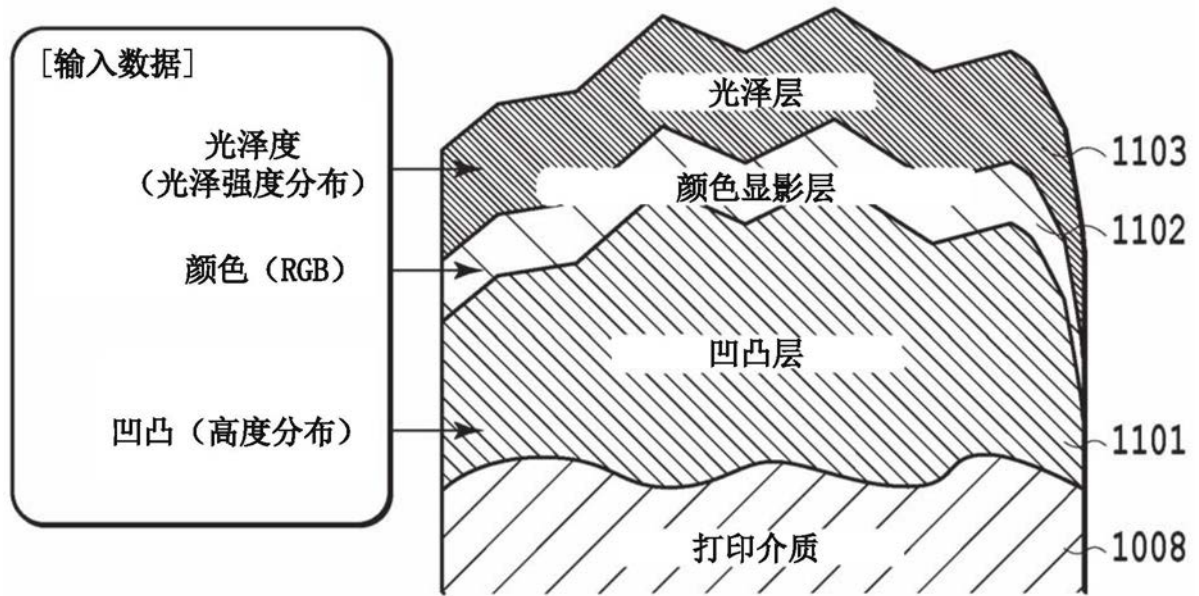 [输入数据]
光泽度
（光泽强度分布）
颜色（RGB）
凹凸（高度分布）
光泽层
颜色显影层
凹凸层
打印介质
1103
1102
1101
1008